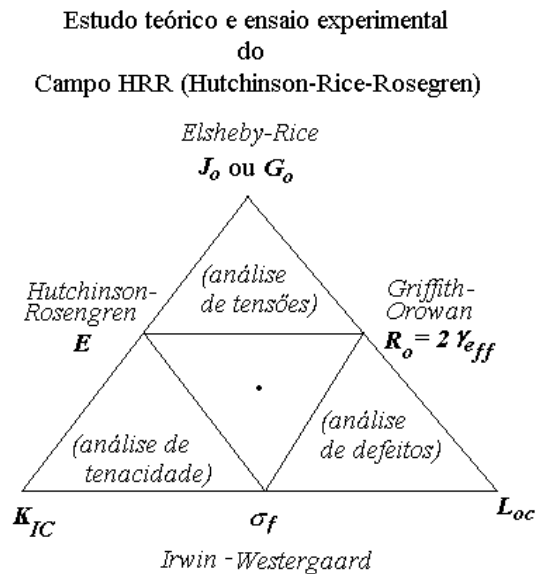 Estudo teórico e ensaio experimental
do
Campo HRR (Hutchinson-Rice-Rosegren)
Elsheby-Rice
J_o ou G_o
(análise
de tensões)
Hutchinson-
Rosengren
E
Griffith-
Orowan
R_o = 2 γ_eff
(análise de
tenacidade)
(análise
de defeitos)
K_IC
σ_f
L_oc
Irwin - Westergaard